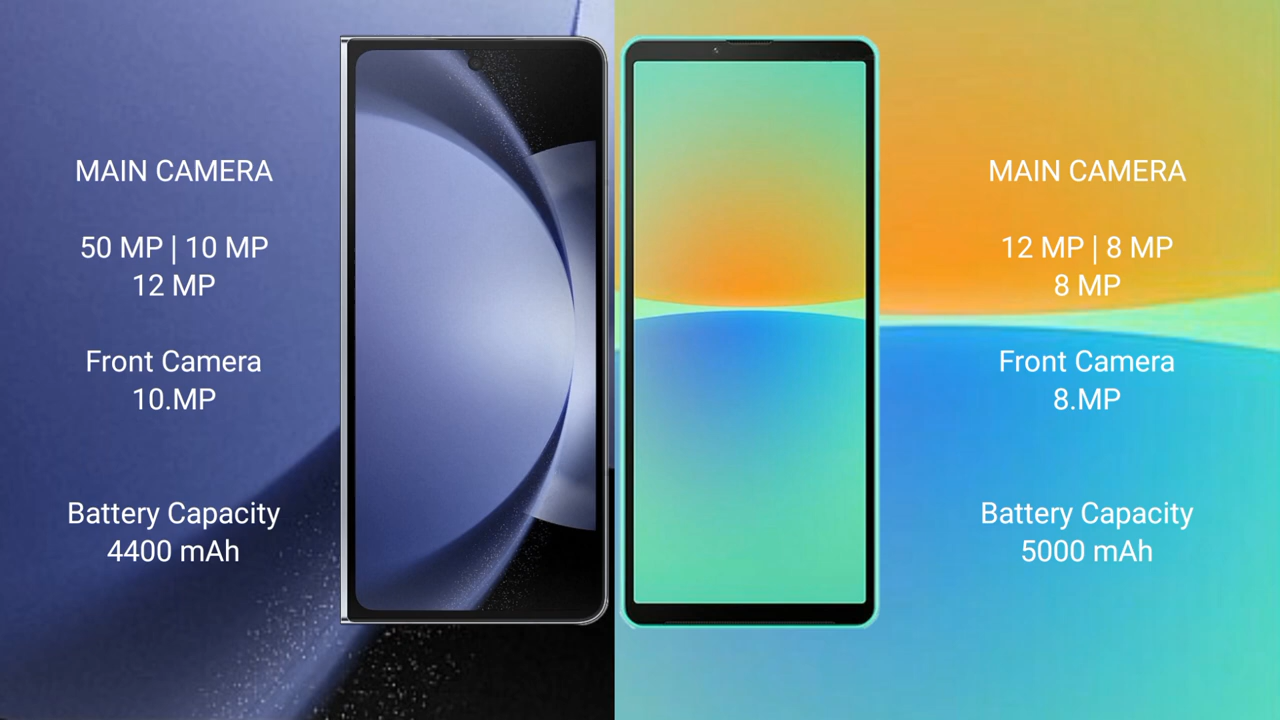 MAIN CAMERA
50 MP | 10 MP
12 MP
Front Camera
10.MP
Battery Capacity
4400 mAh
MAIN CAMERA
12 MP | 8 MP
8 MP
Front Camera
8.MP
Battery Capacity
5000 mAh